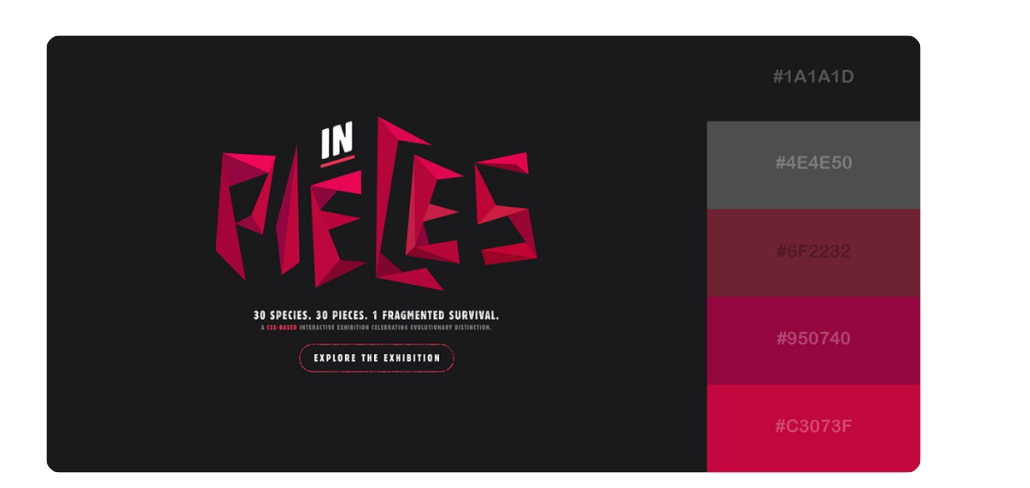 IN
PIECES
30 SPECIES. 30 PIECES. 1 FRAGMENTED SURVIVAL.
A CSS-BASED INTERACTIVE EXHIBITION CELEBRATING EVOLUTIONARY DISTINCTION.
EXPLORE THE EXHIBITION
#1A1A1D
#4E4E50
#6F2232
#950740
#C3073F